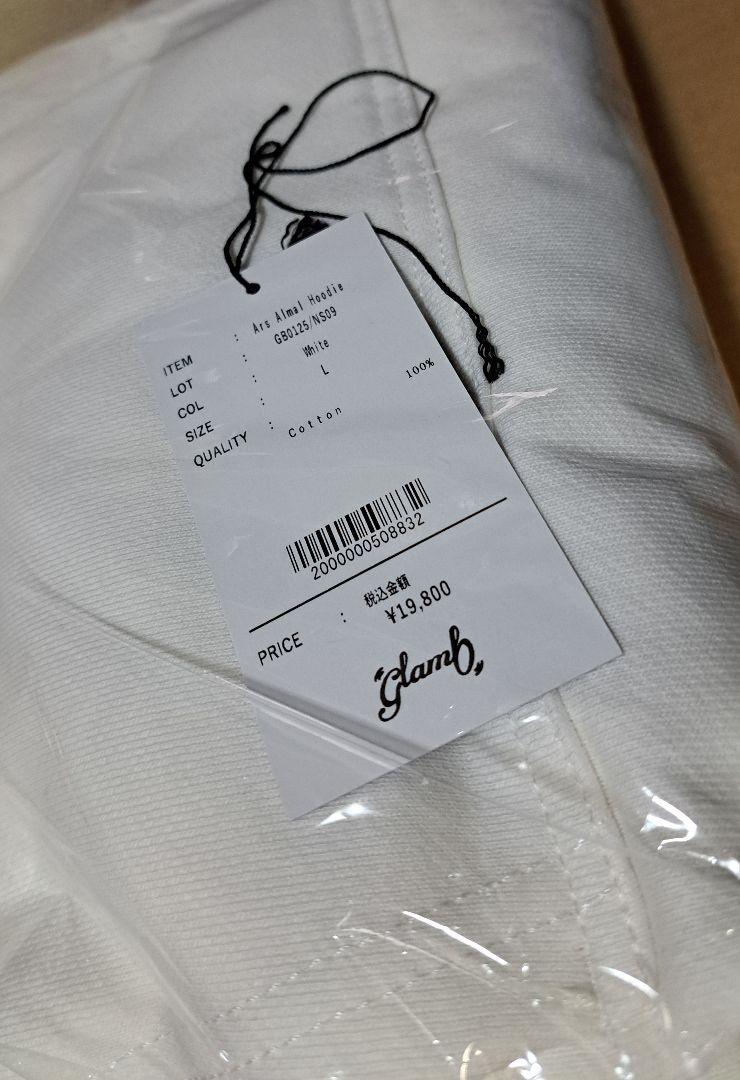 ITEM : Ars Almal Hoodie
LOT : GB0125/NS09
COL : White
SIZE : L
QUALITY : Cotton 100%
2000000508832
税込金額
PRICE : ¥19,800
"Glamb"